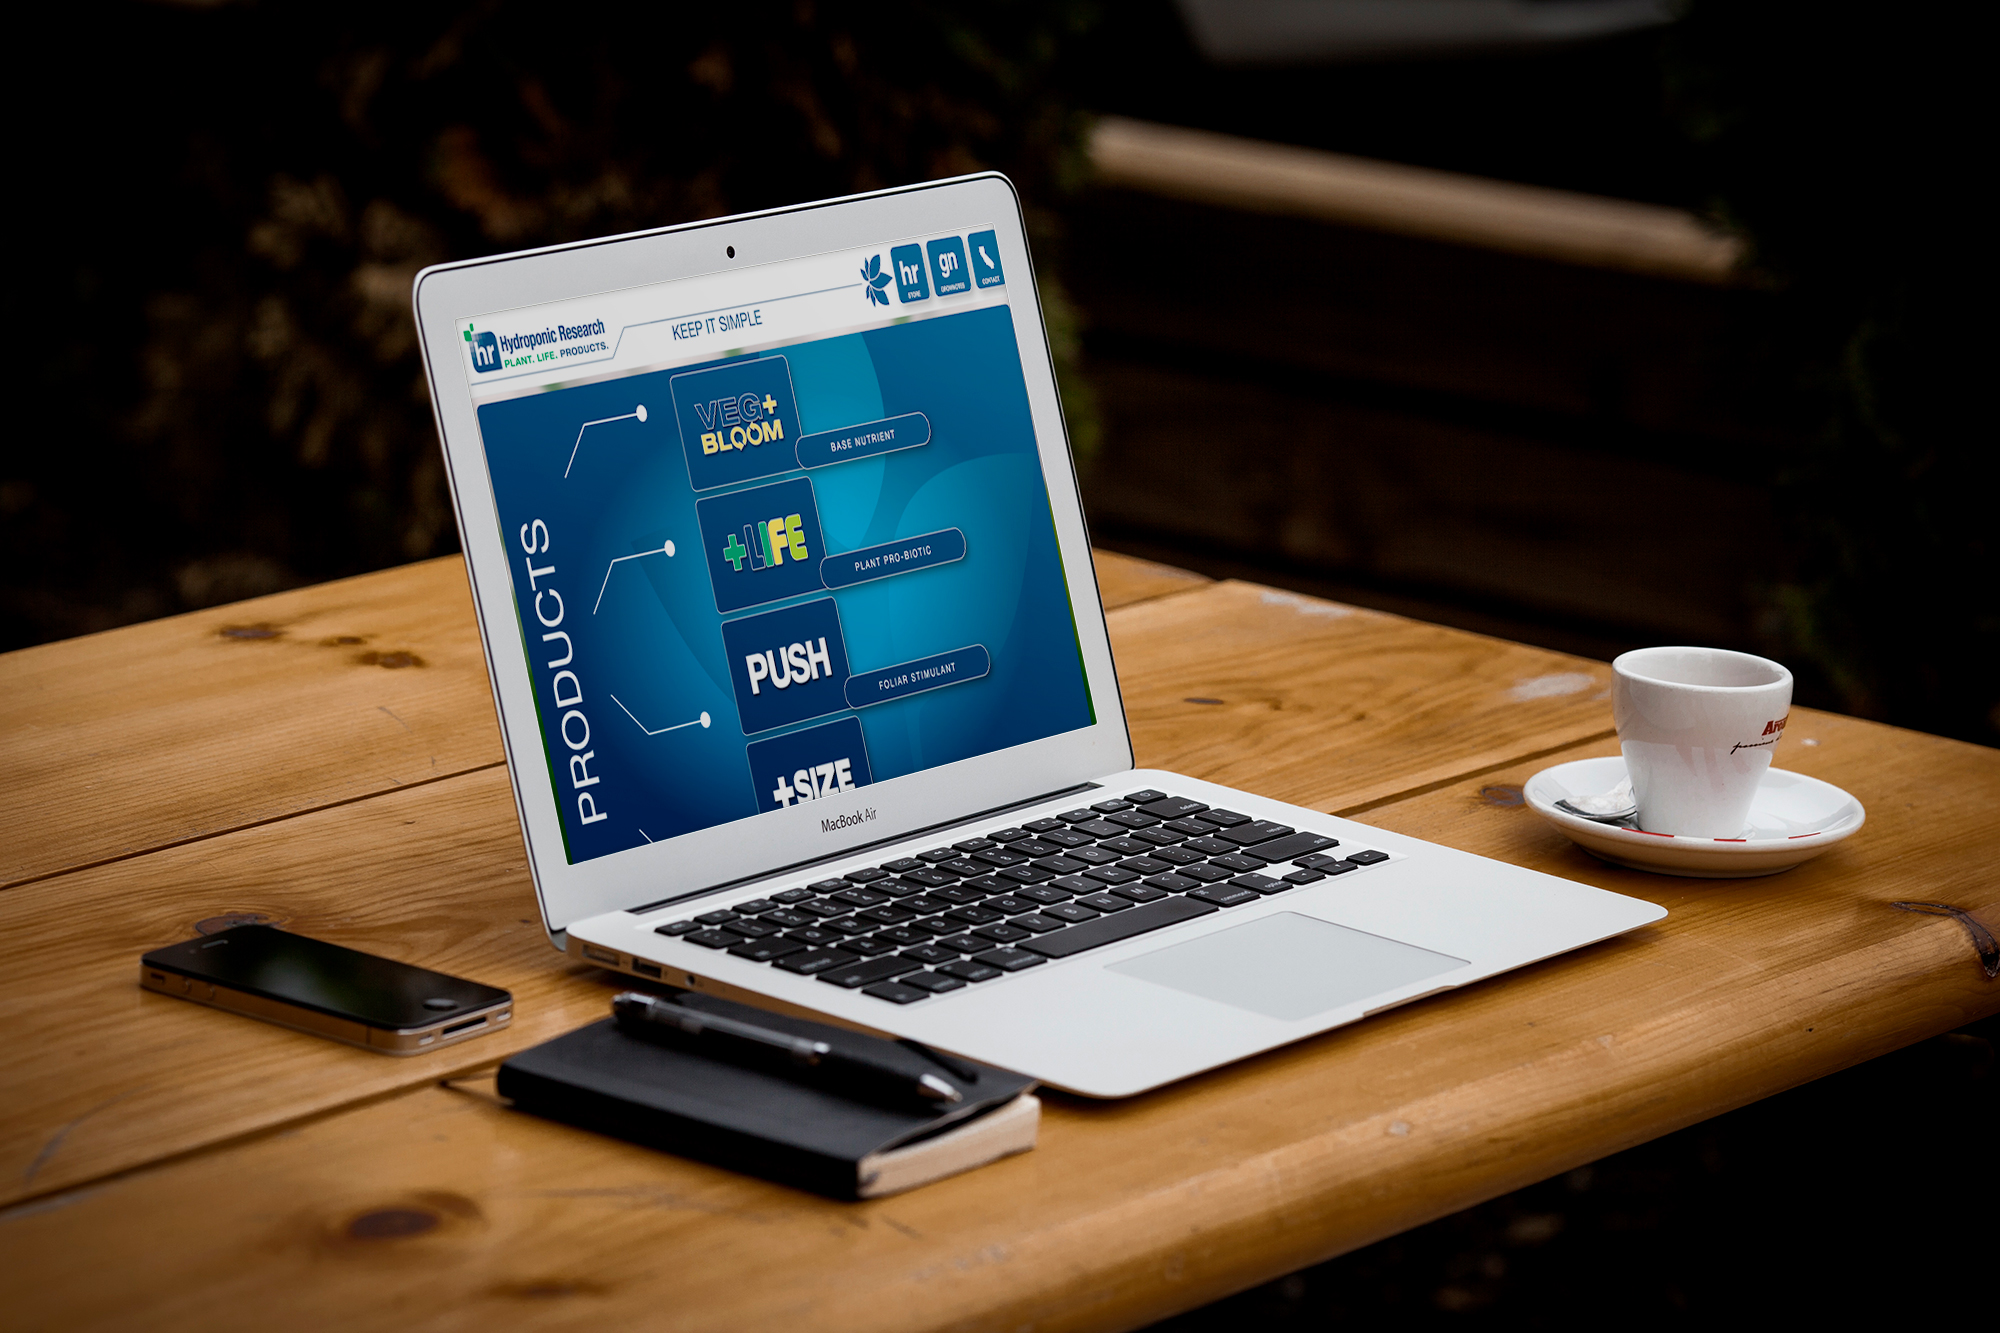 hr
STORE
gn
GROWNOTES
CONTACT
hr
Hydroponic Research
PLANT. LIFE. PRODUCTS.
KEEP IT SIMPLE
PRODUCTS
VEG+
BLOOM
BASE NUTRIENT
+LIFE
PLANT PRO-BIOTIC
PUSH
FOLIAR STIMULANT
+SIZE
MacBook Air